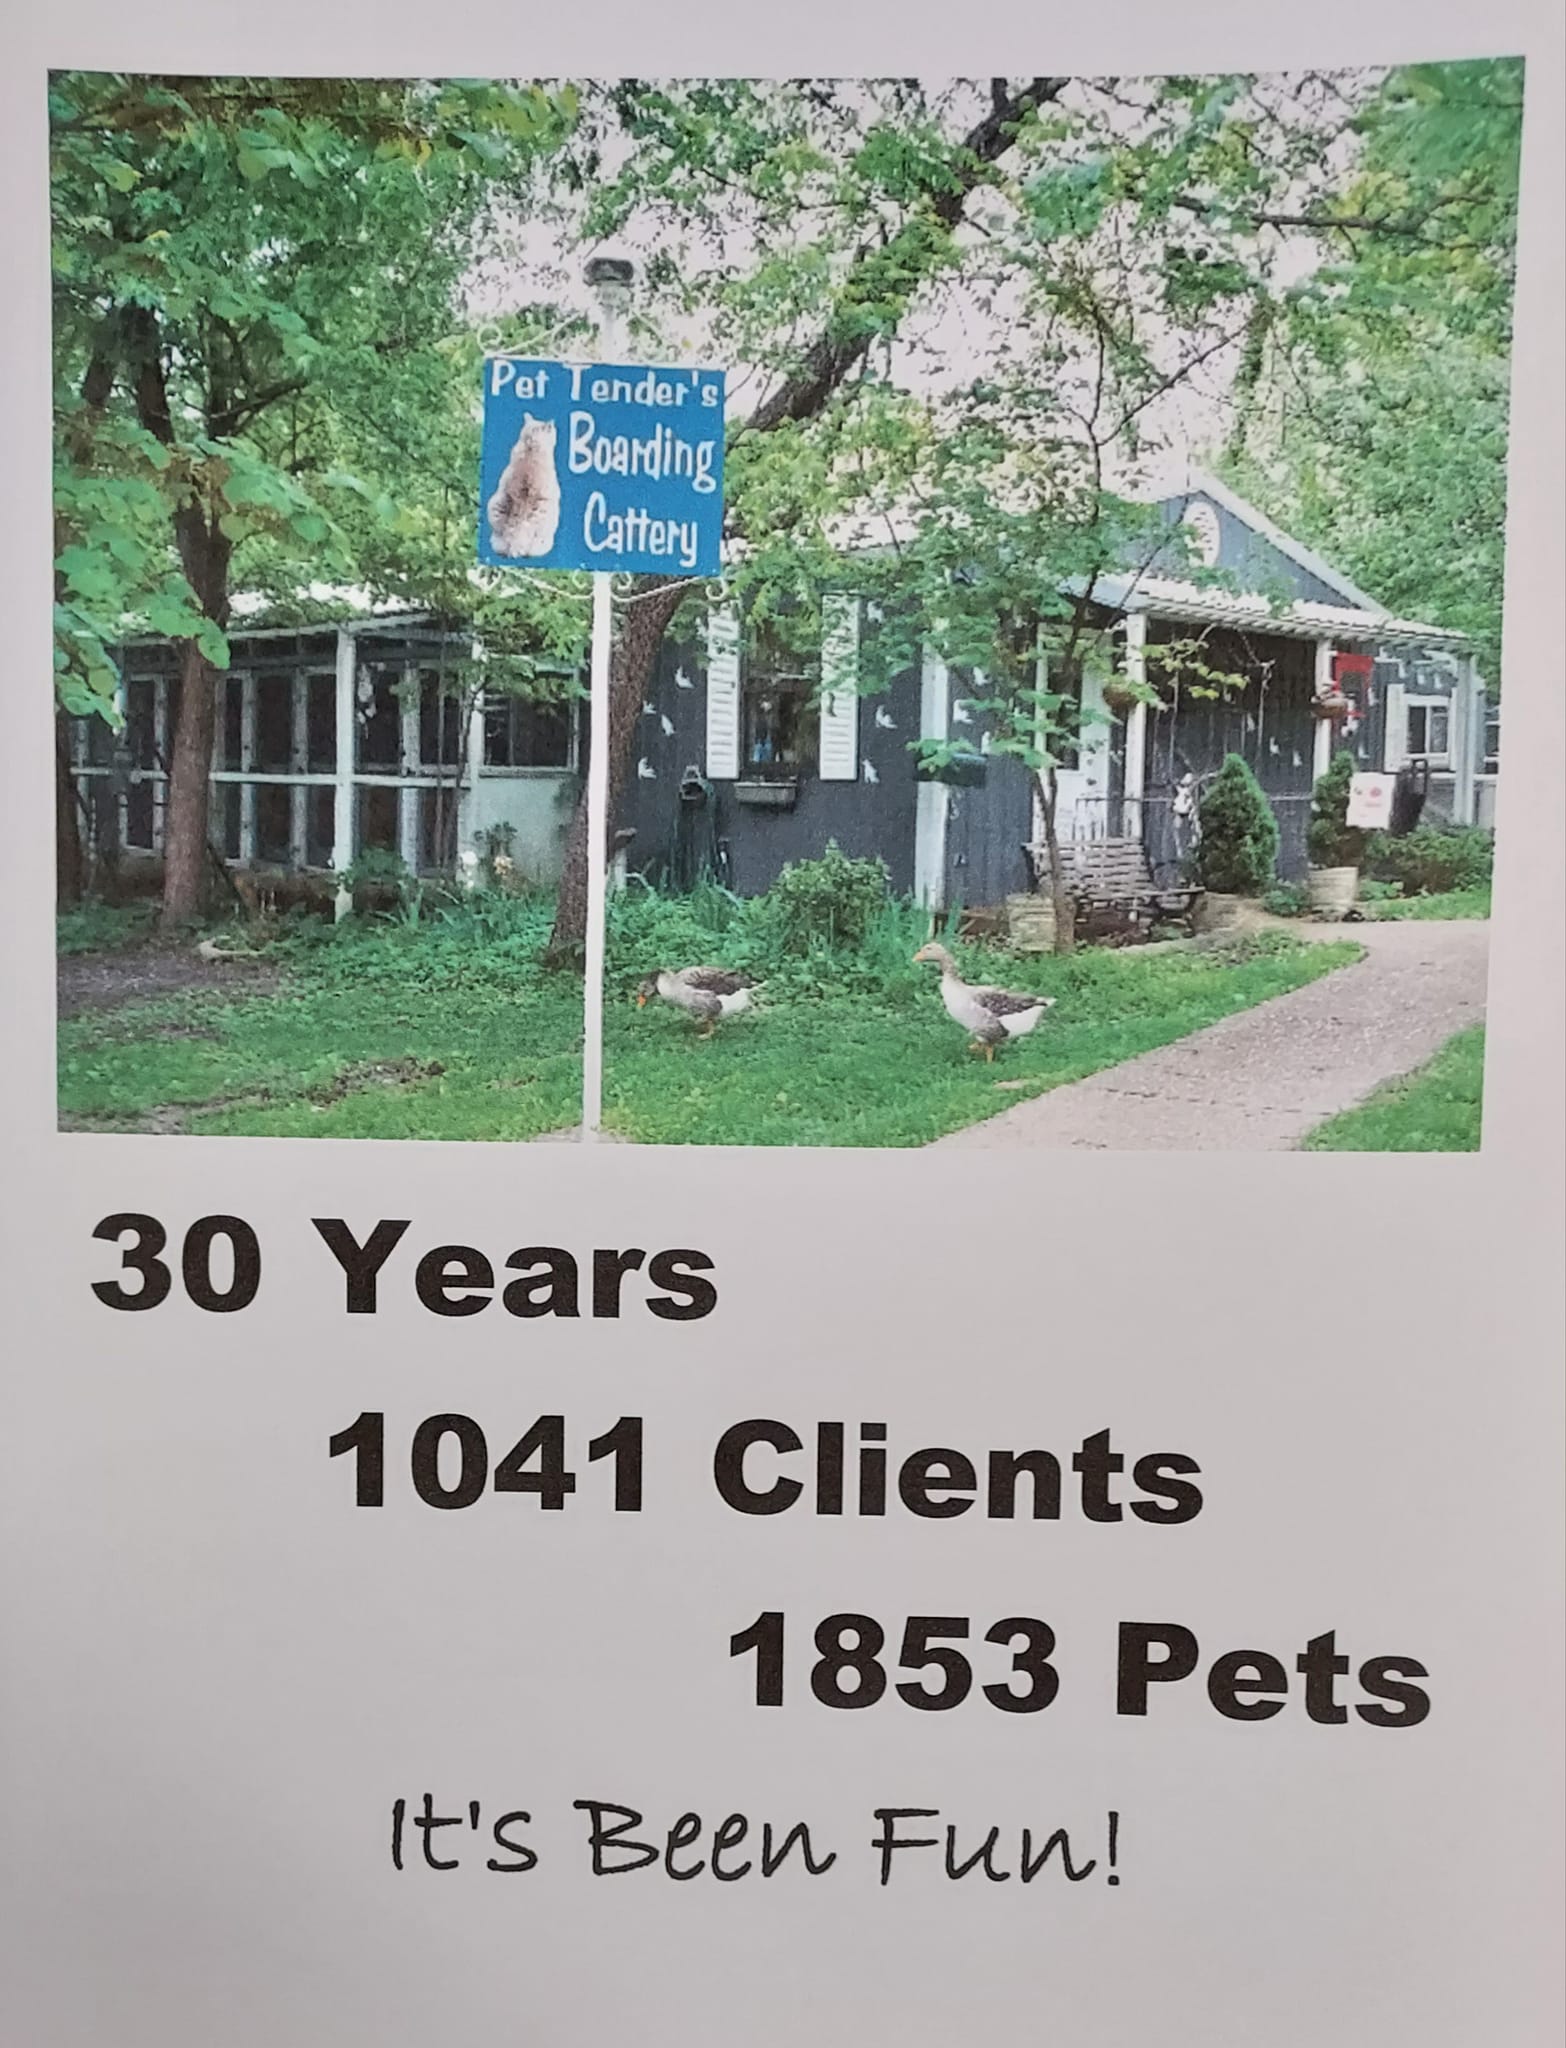 Pet Tender's
Boarding
Cattery
30 Years
1041 Clients
1853 Pets
It's Been Fun!